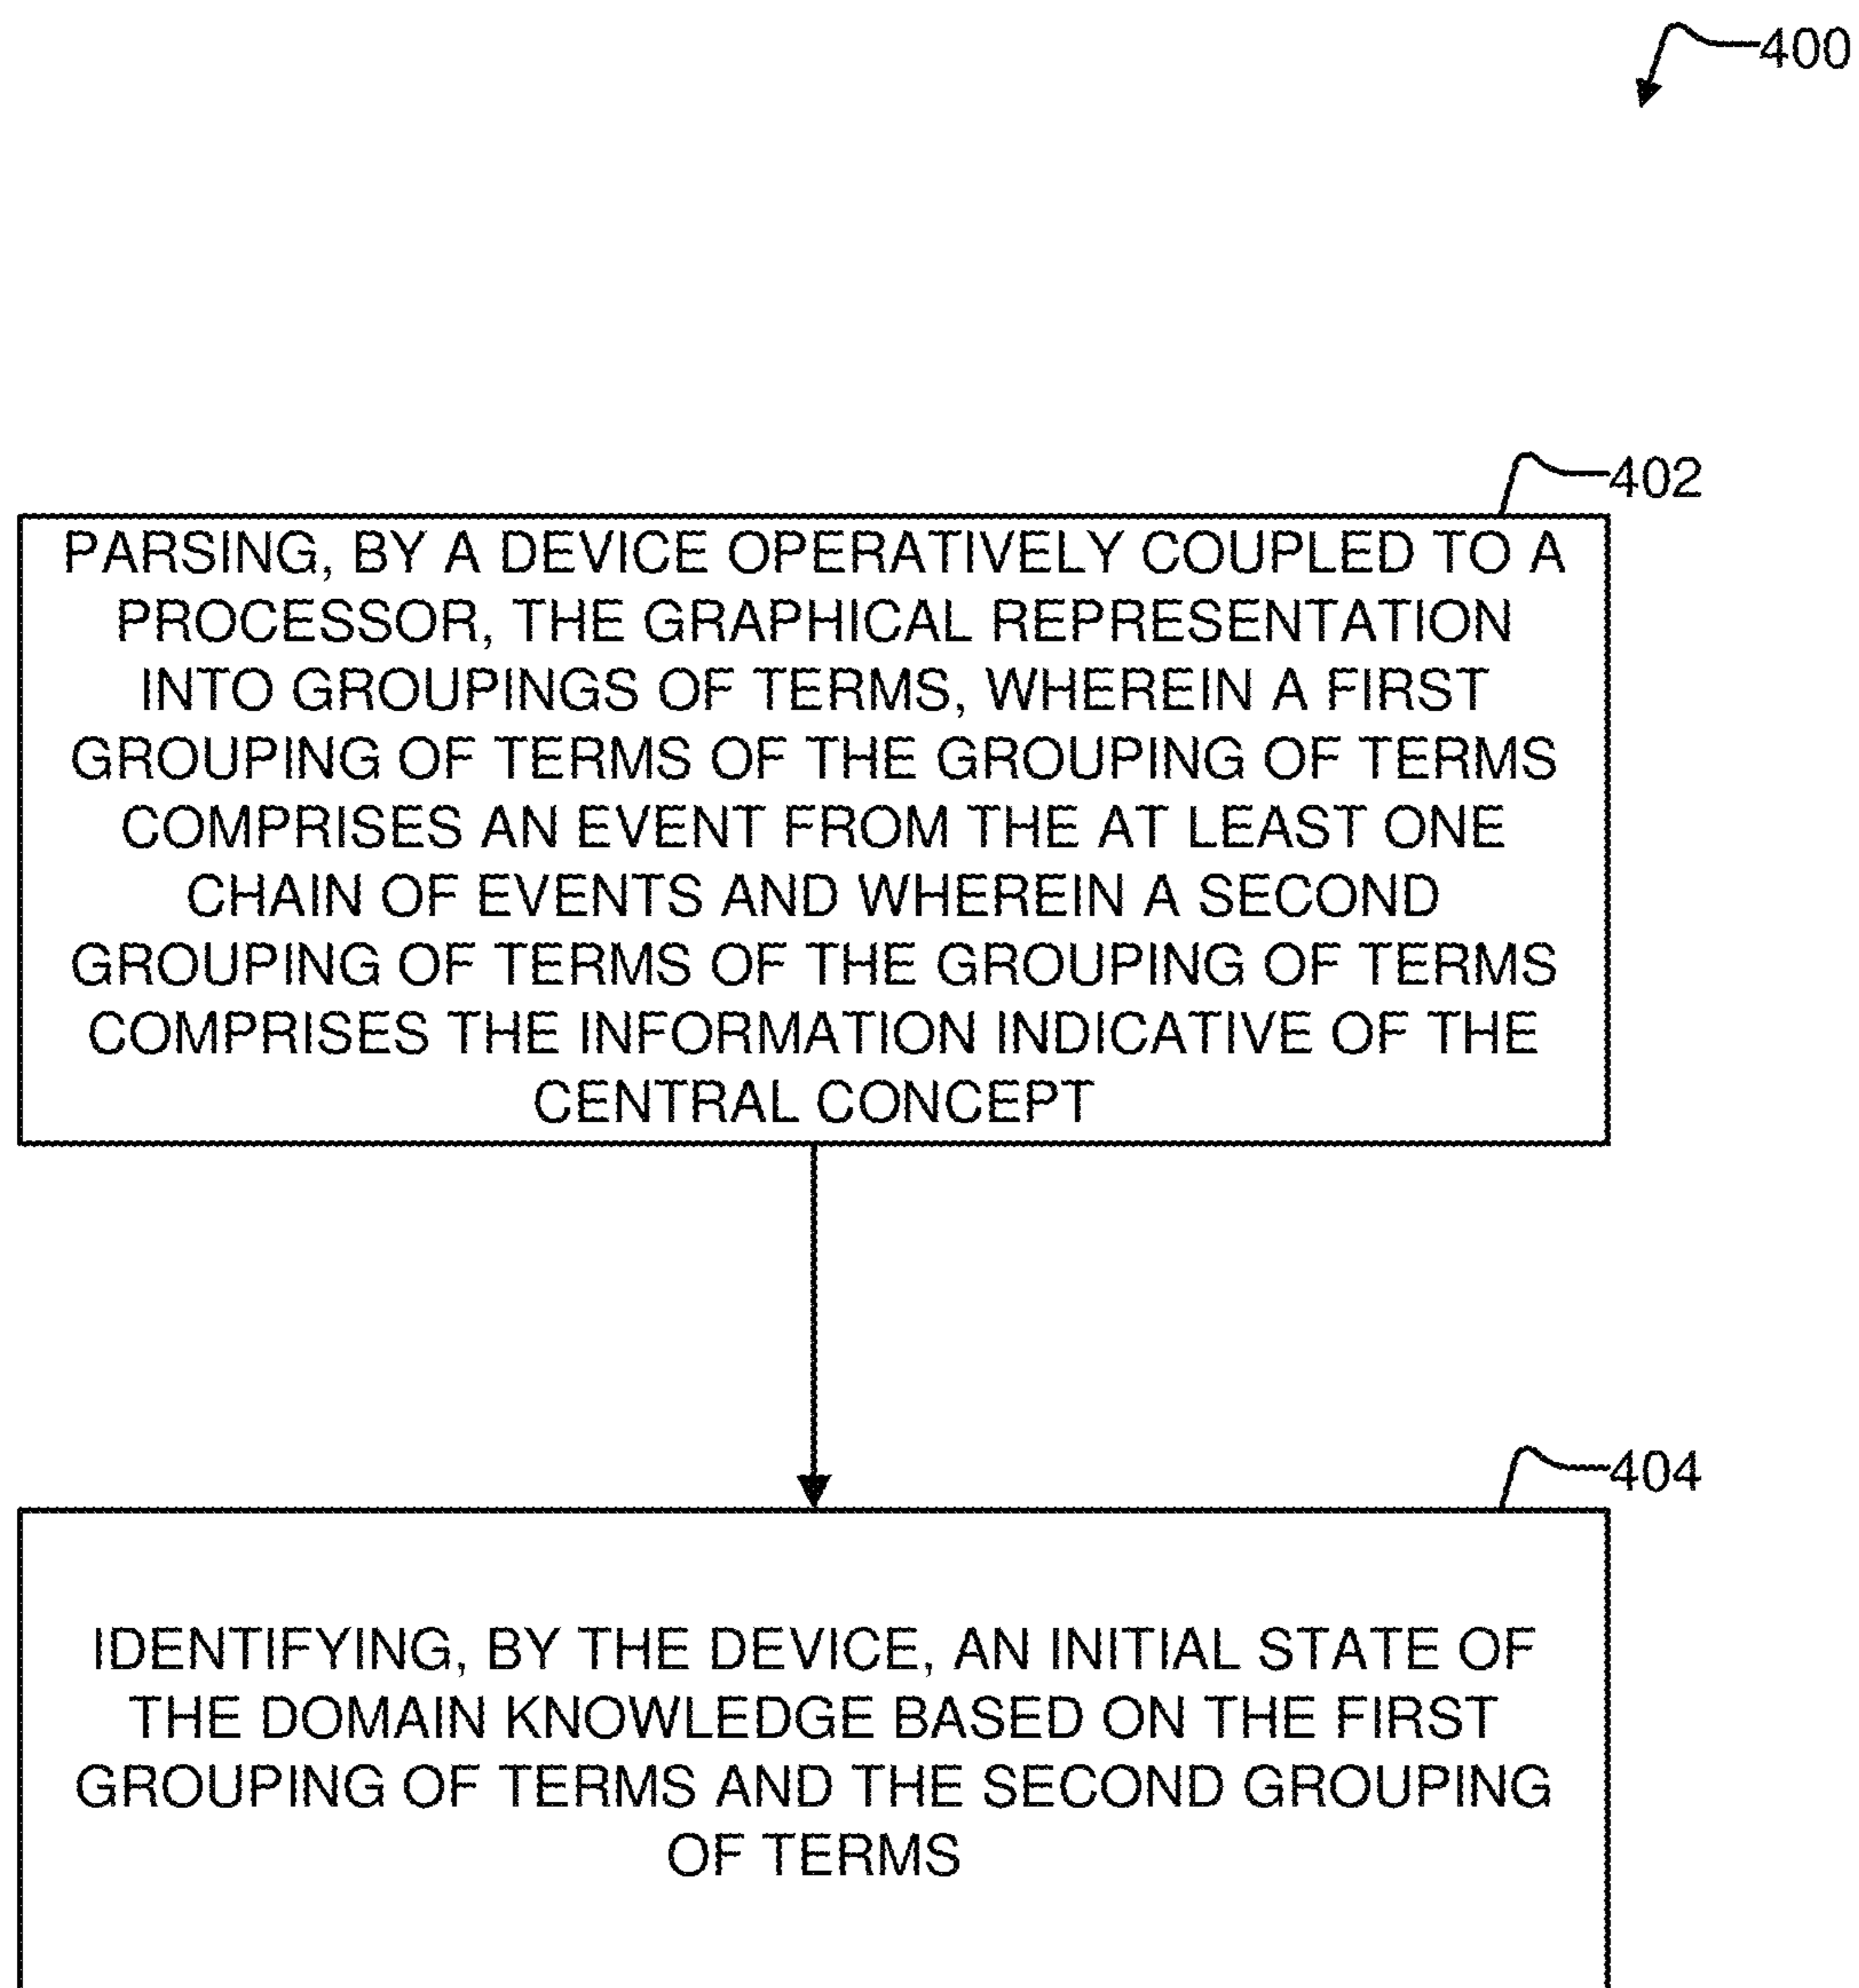 400
402
PARSING, BY A DEVICE OPERATIVELY COUPLED TO A
PROCESSOR, THE GRAPHICAL REPRESENTATION
INTO GROUPINGS OF TERMS, WHEREIN A FIRST
GROUPING OF TERMS OF THE GROUPING OF TERMS
COMPRISES AN EVENT FROM THE AT LEAST ONE
CHAIN OF EVENTS AND WHEREIN A SECOND
GROUPING OF TERMS OF THE GROUPING OF TERMS
COMPRISES THE INFORMATION INDICATIVE OF THE
CENTRAL CONCEPT
404
IDENTIFYING, BY THE DEVICE, AN INITIAL STATE OF
THE DOMAIN KNOWLEDGE BASED ON THE FIRST
GROUPING OF TERMS AND THE SECOND GROUPING
OF TERMS